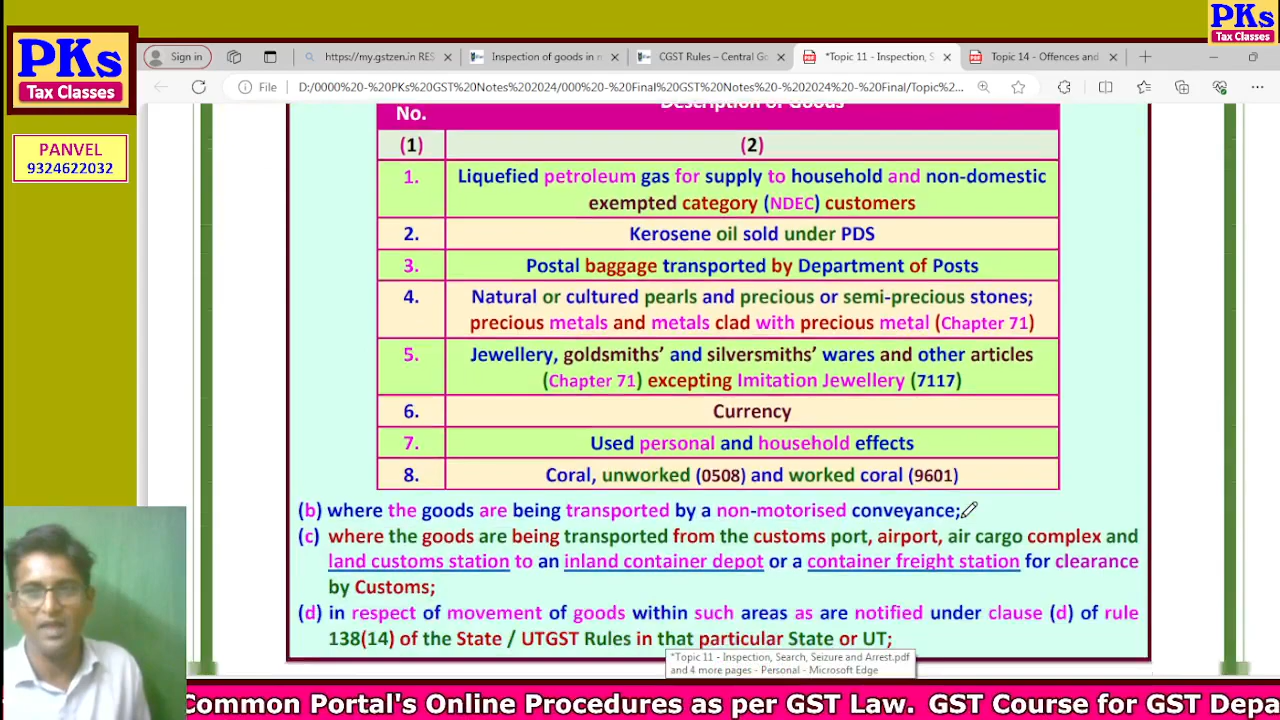 PKs
Tax Classes
PKs
Tax Classes
PANVEL
9324622032
Sign in
https://my.gstzen.in RES
Inspection of goods in n
CGST Rules – Central Go
*Topic 11 - Inspection, S
Topic 14 - Offences and
File
D:/0000%20-%20PKs%20GST%20Notes%202024/000%20-%20Final%20GST%20Notes%20-%202024%20-%20Final/Topic%2...
No.
Description of Goods
(1)
(2)
1.
Liquefied petroleum gas for supply to household and non-domestic
exempted category (NDEC) customers
2.
Kerosene oil sold under PDS
3.
Postal baggage transported by Department of Posts
4.
Natural or cultured pearls and precious or semi-precious stones;
precious metals and metals clad with precious metal (Chapter 71)
5.
Jewellery, goldsmiths’ and silversmiths’ wares and other articles
(Chapter 71) excepting Imitation Jewellery (7117)
6.
Currency
7.
Used personal and household effects
8.
Coral, unworked (0508) and worked coral (9601)
(b) where the goods are being transported by a non-motorised conveyance;
(c) where the goods are being transported from the customs port, airport, air cargo complex and
land customs station to an inland container depot or a container freight station for clearance
by Customs;
(d) in respect of movement of goods within such areas as are notified under clause (d) of rule
138(14) of the State / UTGST Rules in that particular State or UT;
*Topic 11 - Inspection, Search, Seizure and Arrest.pdf
and 4 more pages - Personal - Microsoft Edge
Common Portal's Online Procedures as per GST Law. GST Course for GST Depa